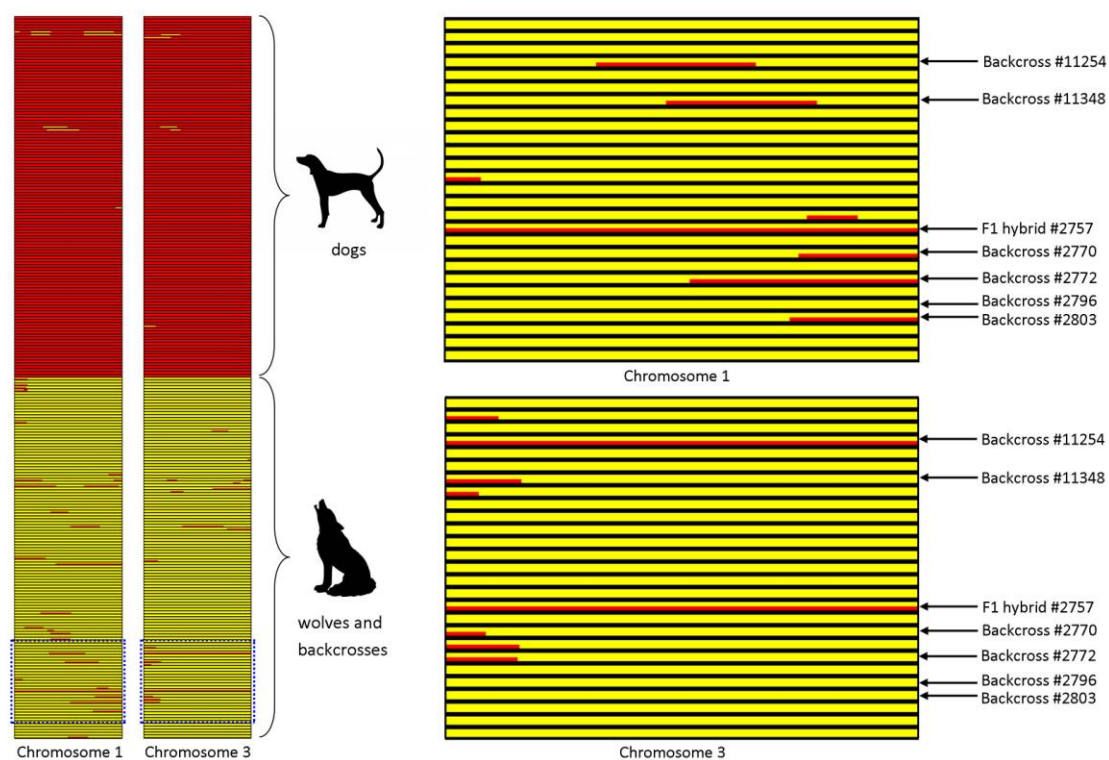 dogs
wolves and
backcrosses
Chromosome 1
Chromosome 3
Backcross #11254
Backcross #11348
F1 hybrid #2757
Backcross #2770
Backcross #2772
Backcross #2796
Backcross #2803
Chromosome 1
Backcross #11254
Backcross #11348
F1 hybrid #2757
Backcross #2770
Backcross #2772
Backcross #2796
Backcross #2803
Chromosome 3